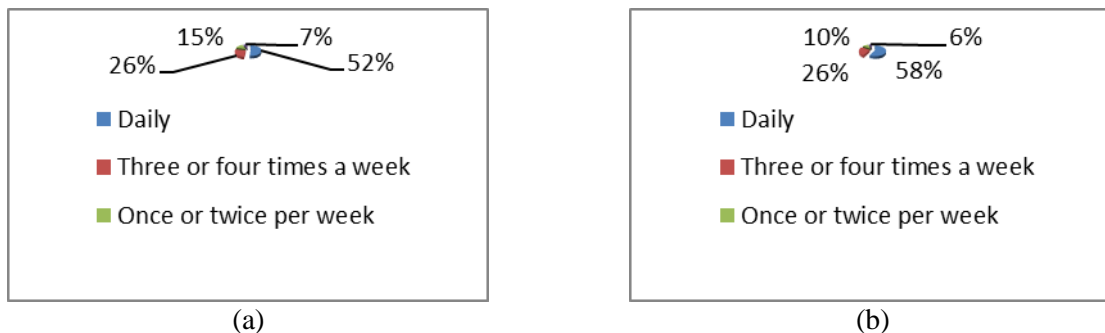 15% 7%
26% 52%
Daily
Three or four times a week
Once or twice per week
(a)
10% 6%
26% 58%
Daily
Three or four times a week
Once or twice per week
(b)